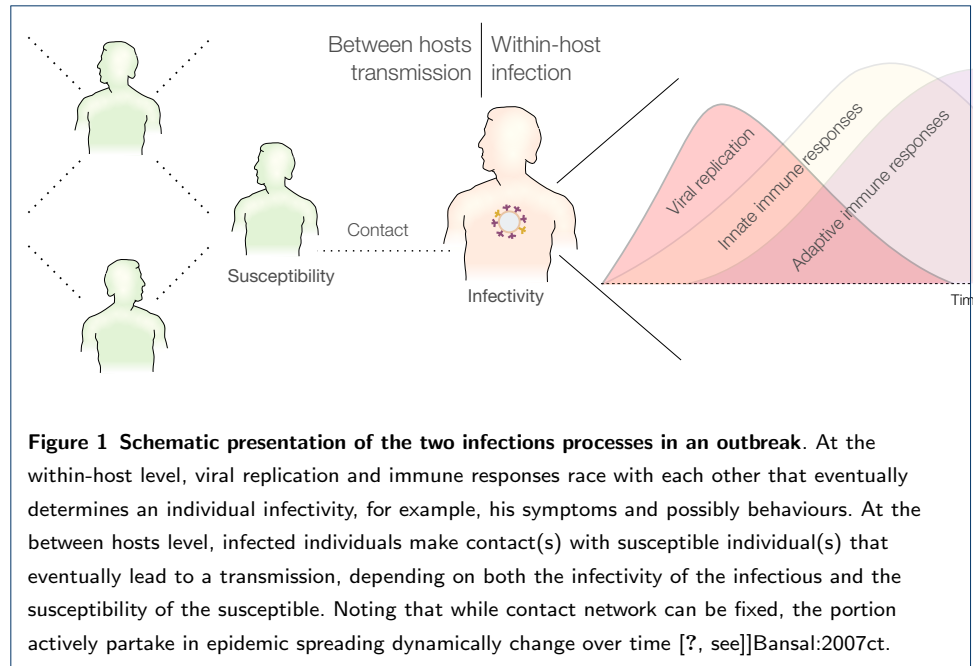 Between hosts
transmission
Within-host
infection
Viral replication
Innate immune responses
Adaptive immune responses
Contact
Susceptibility
Infectivity
Tim
Figure 1 Schematic presentation of the two infections processes in an outbreak. At the
within-host level, viral replication and immune responses race with each other that eventually
determines an individual infectivity, for example, his symptoms and possibly behaviours. At the
between hosts level, infected individuals make contact(s) with susceptible individual(s) that
eventually lead to a transmission, depending on both the infectivity of the infectious and the
susceptibility of the susceptible. Noting that while contact network can be fixed, the portion
actively partake in epidemic spreading dynamically change over time [?, see]]Bansal:2007ct.